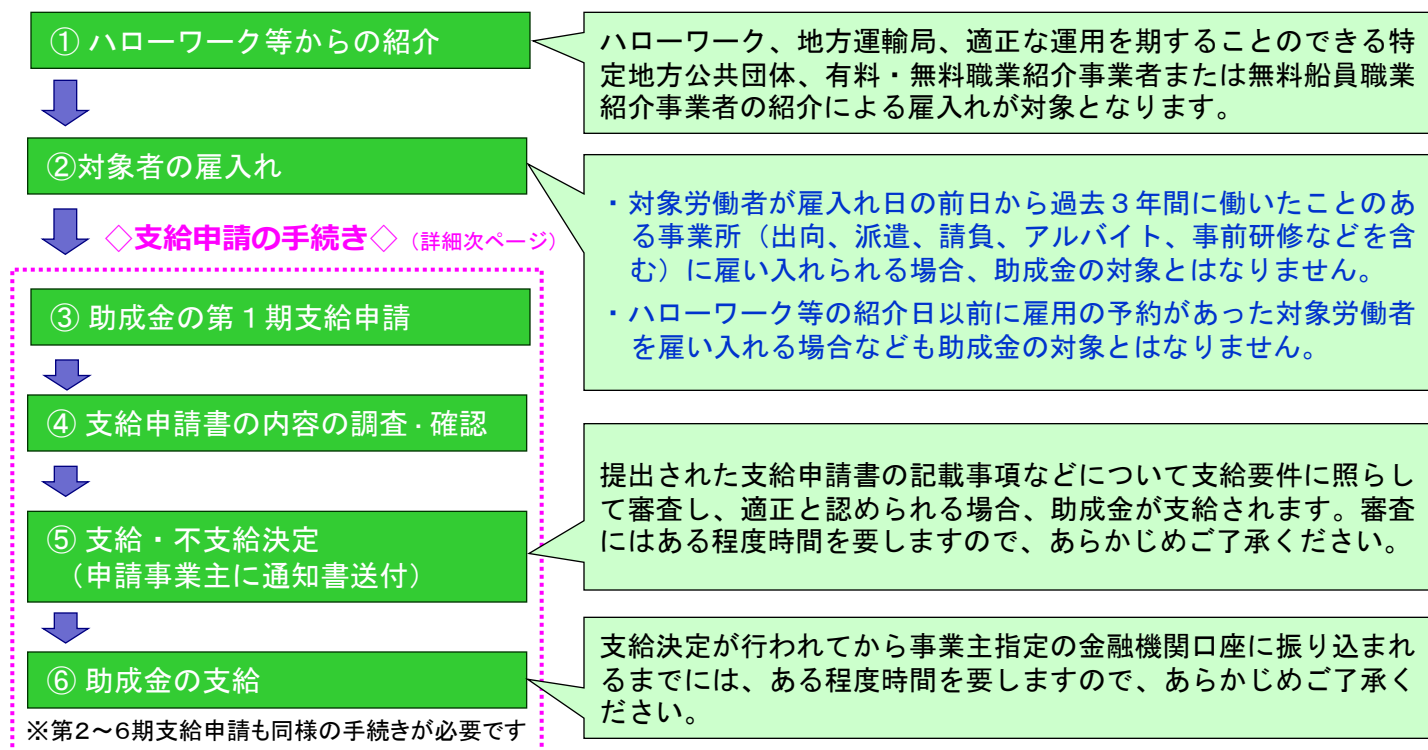 ① ハローワーク等からの紹介
ハローワーク、地方運輸局、適正な運用を期することのできる特
定地方公共団体、有料・無料職業紹介事業者または無料船員職業
紹介事業者の紹介による雇入れが対象となります。
②対象者の雇入れ
・対象労働者が雇入れ日の前日から過去３年間に働いたことのあ
る事業所（出向、派遣、請負、アルバイト、事前研修などを含
む）に雇い入れられる場合、助成金の対象とはなりません。
・ハローワーク等の紹介日以前に雇用の予約があった対象労働者
を雇い入れる場合なども助成金の対象とはなりません。
◇支給申請の手続き◇（詳細次ページ）
③ 助成金の第１期支給申請
④ 支給申請書の内容の調査・確認
⑤ 支給・不支給決定
（申請事業主に通知書送付）
提出された支給申請書の記載事項などについて支給要件に照らし
て審査し、適正と認められる場合、助成金が支給されます。審査
にはある程度時間を要しますので、あらかじめご了承ください。
⑥ 助成金の支給
支給決定が行われてから事業主指定の金融機関口座に振り込まれ
るまでには、ある程度時間を要しますので、あらかじめご了承く
ださい。
※第2～6期支給申請も同様の手続きが必要です